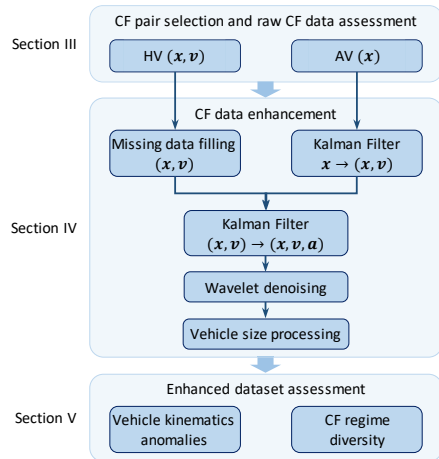 CF pair selection and raw CF data assessment
Section III
HV (x, v)
AV (x)
CF data enhancement
Missing data filling
(x, v)
Kalman Filter
x → (x, v)
Section IV
Kalman Filter
(x, v) → (x, v, a)
Wavelet denoising
Vehicle size processing
Enhanced dataset assessment
Section V
Vehicle kinematics
anomalies
CF regime
diversity